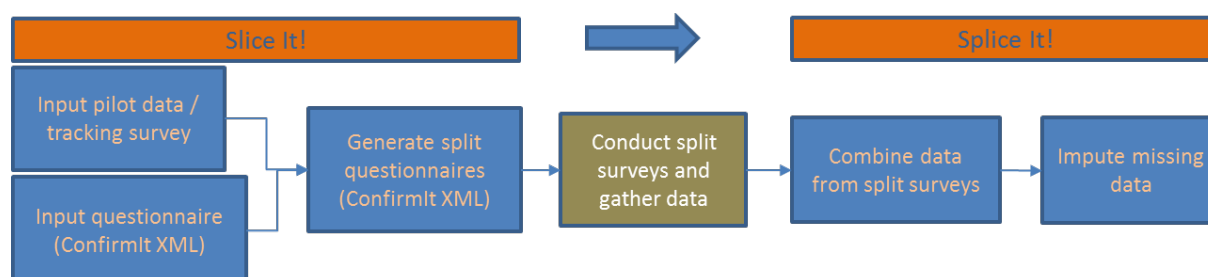 Slice It!
Splice It!
Input pilot data /
tracking survey
Input questionnaire
(ConfirmIt XML)
Generate split
questionnaires
(ConfirmIt XML)
Conduct split
surveys and
gather data
Combine data
from split surveys
Impute missing
data